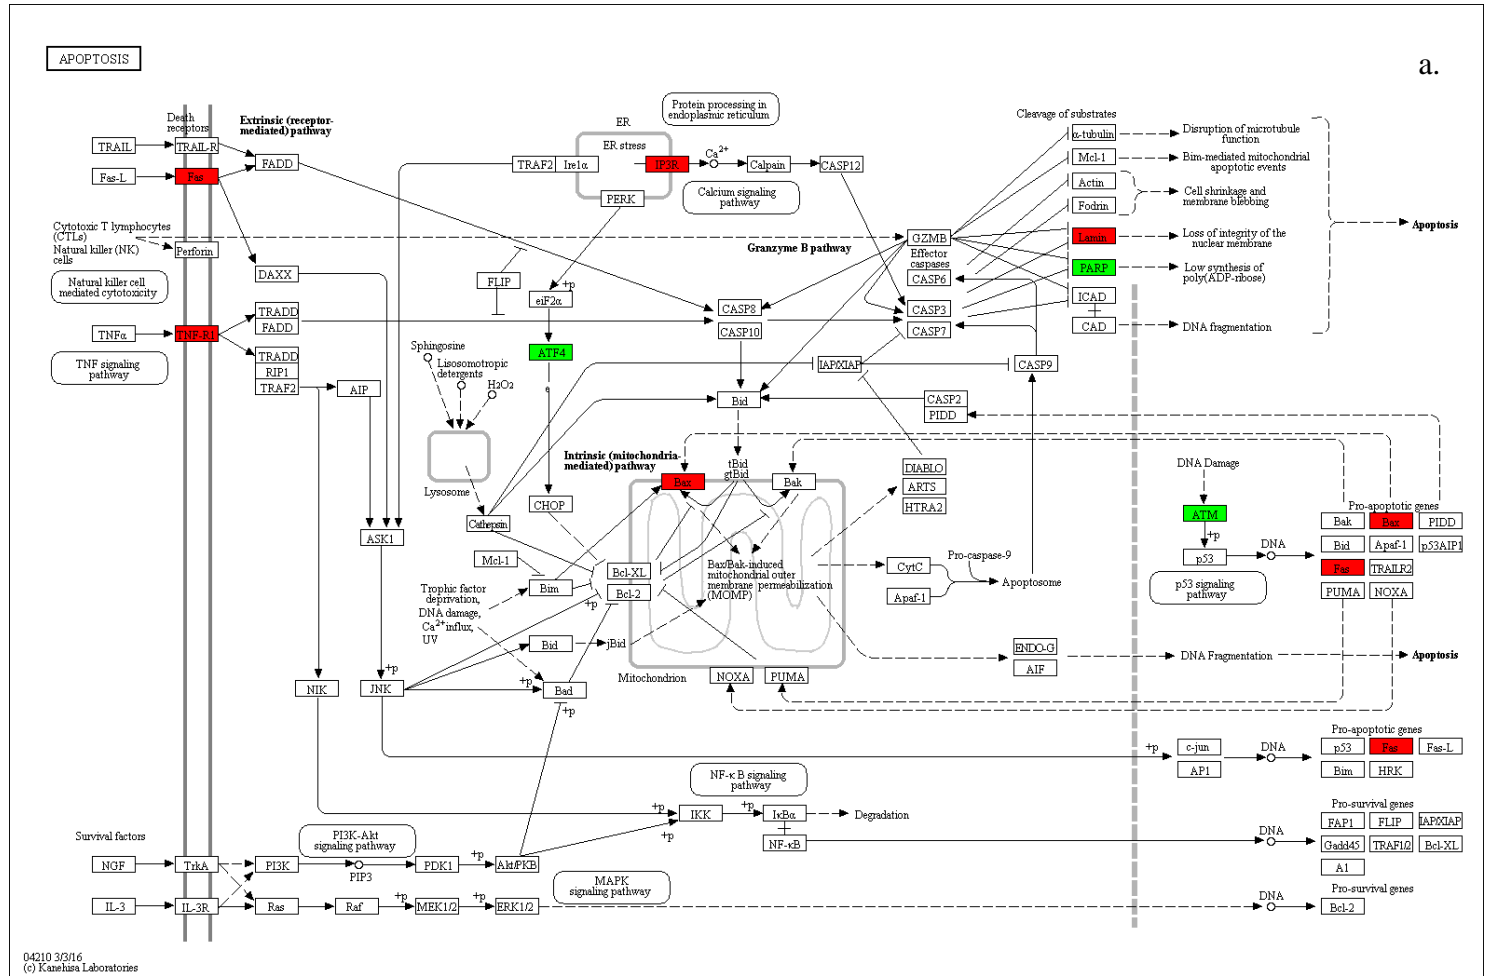 APOPTOSIS
a.
Death
receptors
Extrinsic (receptor-
mediated) pathway
TRAIL
TRAIL-R
FADD
Fas-L
Fas
Cytotoxic T lymphocytes
(CTLs)
Natural killer (NK)
cells
Perforin
Natural killer cell
mediated cytotoxicity
DAXX
TNFα
TNF-R1
TRADD
FADD
TNF signaling
pathway
TRADD
RIP1
TRAF2
AIP
ER
ER stress
Protein processing in
endoplasmic reticulum
TRAF2
Ire1α
IP3R
Ca2+
Calpain
CASP12
PERK
Calcium signaling
pathway
Granzyme B pathway
GZMB
Effector
caspases
CASP6
CASP3
CASP7
FLIP
+p
eiF2α
ATF4
e
CHOP
CASP8
CASP10
Bid
IAP/XIAP
CASP9
CASP2
PIDD
Cleavage of substrates
α-tubulin
Disruption of microtubule
function
Mcl-1
Bim-mediated mitochondrial
apoptotic events
Actin
Fodrin
Cell shrinkage and
membrane blebbing
Lamin
Loss of integrity of the
nuclear membrane
PARP
Low synthesis of
poly(ADP-ribose)
ICAD
CAD
DNA fragmentation
Apoptosis
Sphingosine
Lisosomotropic
detergents
H2O2
Lysosome
Cathepsin
Intrinsic (mitochondria-
mediated) pathway
tBid
gtBid
Bax
Bak
DIABLO
ARTS
HTRA2
ASK1
Mcl-1
Bim
Bcl-XL
Bcl-2
+p
Trophic factor
deprivation,
DNA damage,
Ca2+ influx,
UV
Bid
jBid
Bax/Bak-induced
mitochondrial outer
membrane permeabilization
(MOMP)
CytC
Apaf-1
Pro-caspase-9
Apoptosome
ENDO-G
AIF
DNA Fragmentation
Apoptosis
Mitochondrion
NOXA
PUMA
DNA Damage
ATM
+p
p53
DNA
p53 signaling
pathway
Pro-apoptotic genes
Bak
Bax
PIDD
Bid
Apaf-1
p53AIP1
Fas
TRAILR2
PUMA
NOXA
+p
NIK
JNK
+p
+p
Bad
+p
+p
c-jun
AP1
DNA
Pro-apoptotic genes
p53
Fas
Fas-L
Bim
HRK
NF-κB signaling
pathway
+p
IKK
+p
+p
IκBα
Degradation
NF-κB
DNA
Pro-survival genes
FAP1
FLIP
IAP/XIAP
Gadd45
TRAF1/2
Bcl-XL
A1
Survival factors
PI3K-Akt
signaling pathway
NGF
TrkA
PI3K
PIP3
PDK1
+p
Akt/PKB
MAPK
signaling pathway
IL-3
IL-3R
Ras
Raf
+p
MEK1/2
+p
ERK1/2
DNA
Pro-survival genes
Bcl-2
04210 3/3/16
(c) Kanehisa Laboratories